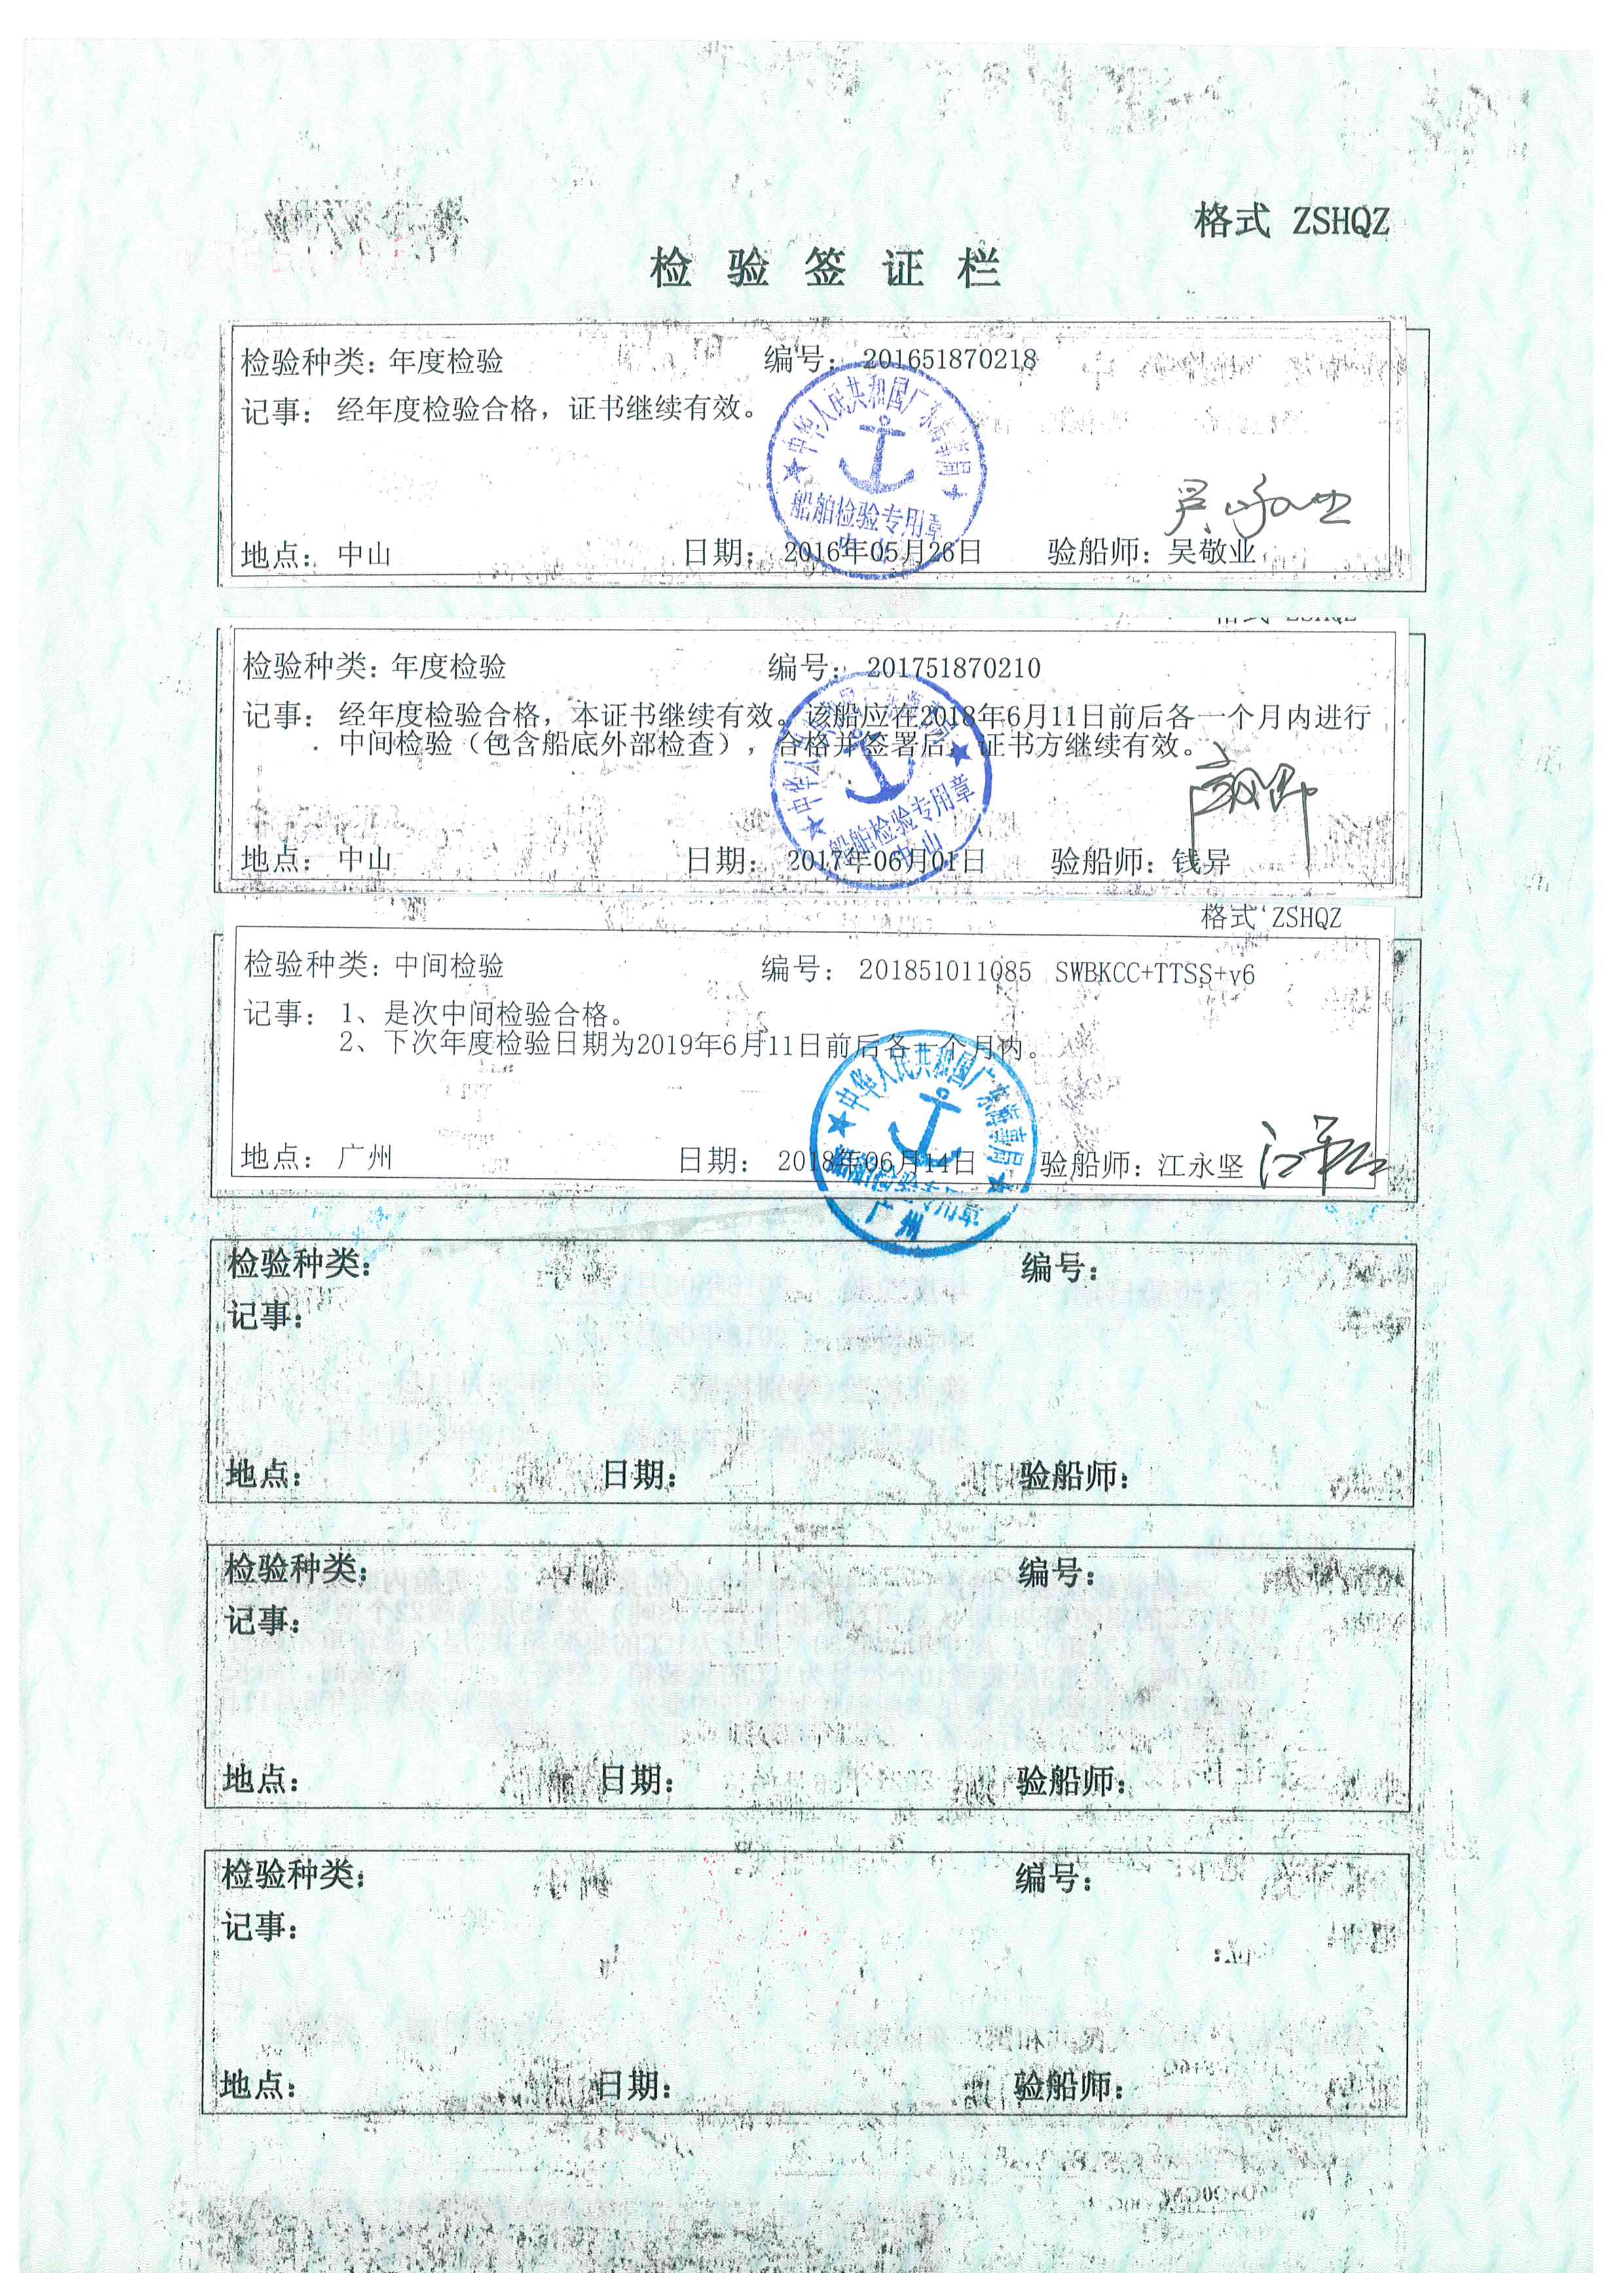 格式 ZSHQZ
检验签证栏
检验种类: 年度检验 编号: 201651870218
记事: 经年度检验合格，证书继续有效。
中华人民共和国广东海事局
船舶检验专用章
地点: 中山 日期: 2016年05月26日 验船师: 吴敬业
检验种类: 年度检验 编号: 201751870210
记事: 经年度检验合格，本证书继续有效。该船应在2018年6月11日前后各一个月内进行
中间检验（包含船底外部检查），合格并签署后，证书方继续有效。
中华人民共和国广东海事局
船舶检验专用章
中山
地点: 中山 日期: 2017年06月01日 验船师: 钱异
格式 ZSHQZ
检验种类: 中间检验 编号: 201851011085 SWBKCC+TTSS+v6
记事: 1、是次中间检验合格。
2、下次年度检验日期为2019年6月11日前后各一个月内。
中华人民共和国广东海事局
船舶检验专用章
广州
地点: 广州 日期: 2018年06月14日 验船师: 江永坚
检验种类: 编号:
记事:
地点: 日期: 验船师:
检验种类: 编号:
记事:
地点: 日期: 验船师:
检验种类: 编号:
记事:
地点: 日期: 验船师: